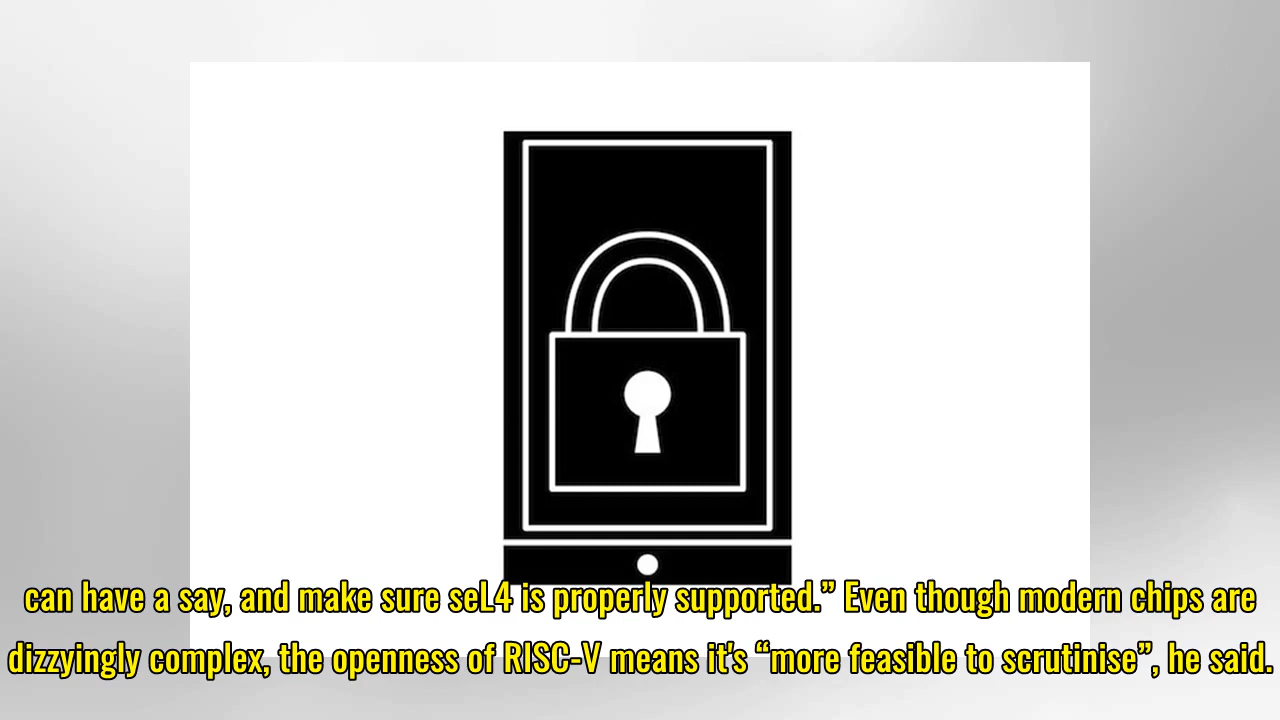 can have a say, and make sure seL4 is properly supported.” Even though modern chips are
dizzyingly complex, the openness of RISC-V means it's “more feasible to scrutinise”, he said.